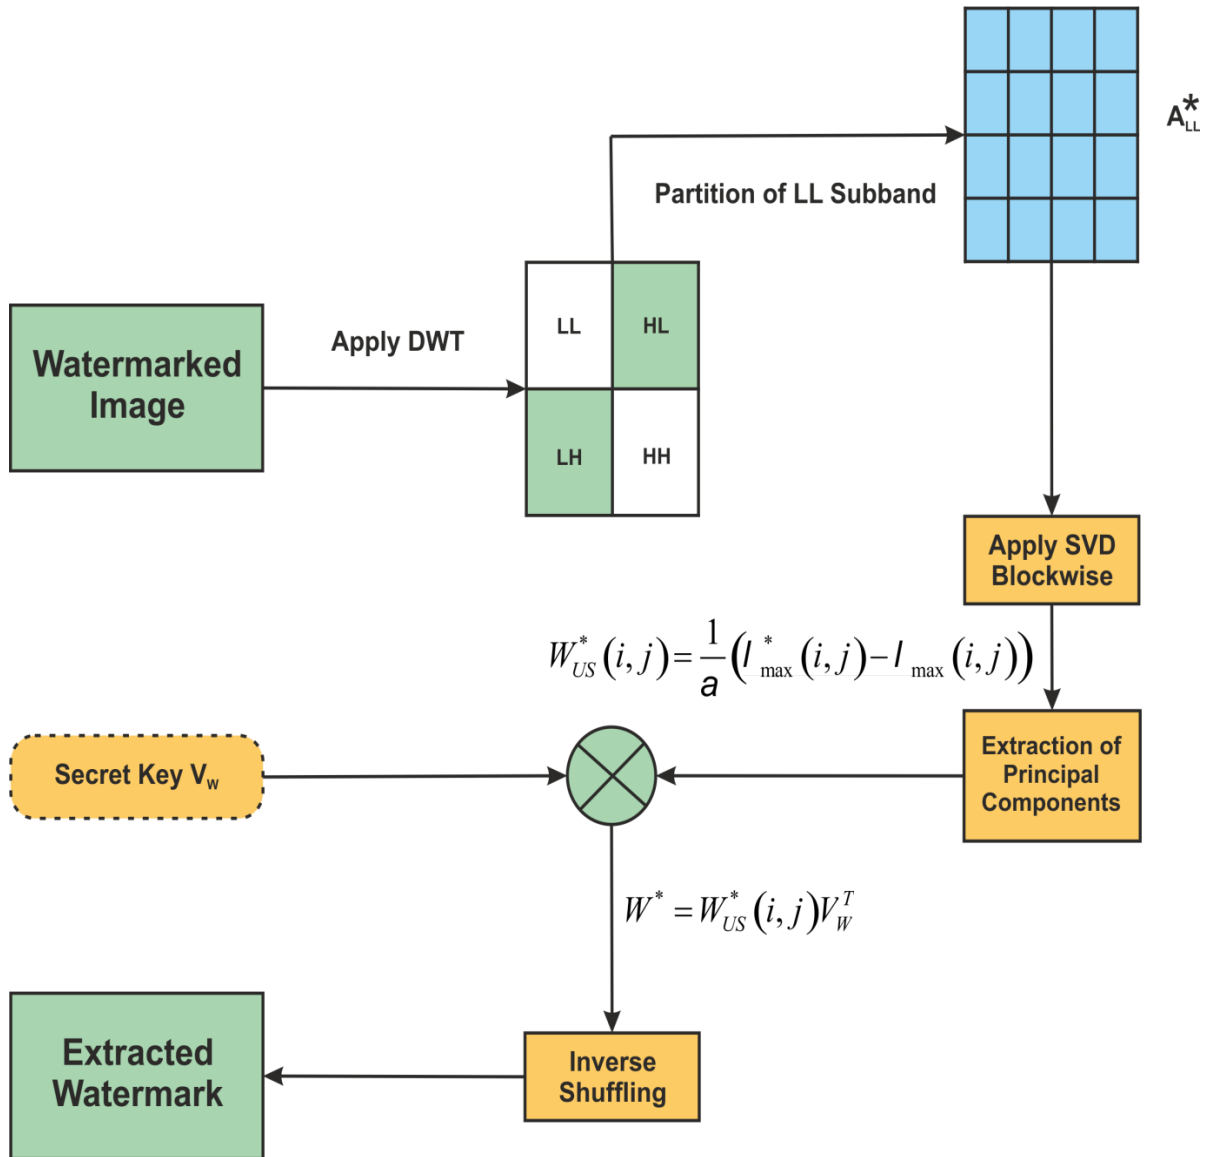 A*LL
Partition of LL Subband
LL
HL
LH
HH
Apply DWT
Watermarked
Image
Apply SVD
Blockwise
W*US(i, j)=1/a(l*max(i, j)−lmax(i, j))
Extraction of
Principal
Components
Secret Key Vw
W*=W*US(i, j)V^T_W
Inverse
Shuffling
Extracted
Watermark